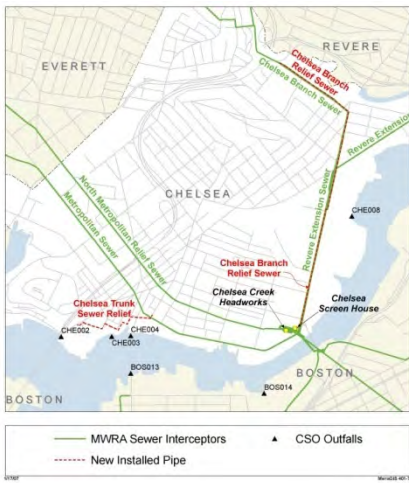 REVERE
EVERETT
Chelsea Branch
Relief Sewer
Chelsea Branch Sewer
Revere Extension
North Metropolitan Relief Sewer
Metropolitan Sewer
CHELSEA
Revere Extension Sewer
CHE008
Chelsea Branch
Relief Sewer
Chelsea Creek
Headworks
Chelsea
Screen House
Chelsea Trunk
Sewer Relief
CHE002
CHE004
CHE003
BOSTON
BOS013
BOS014
BOSTON
MWRA Sewer Interceptors
CSO Outfalls
New Installed Pipe